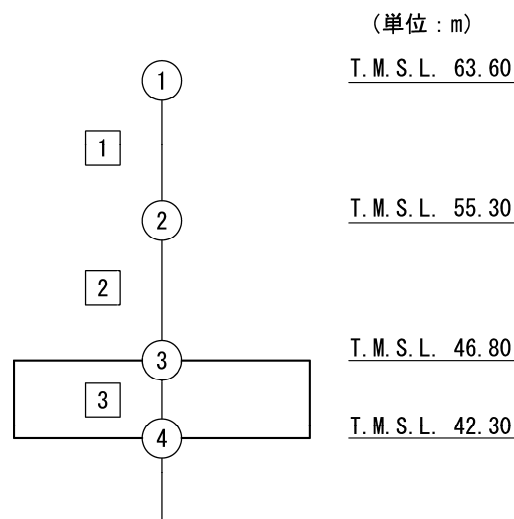 (単位:m)
① T.M.S.L. 63.60
1
② T.M.S.L. 55.30
2
③ T.M.S.L. 46.80
3
④ T.M.S.L. 42.30